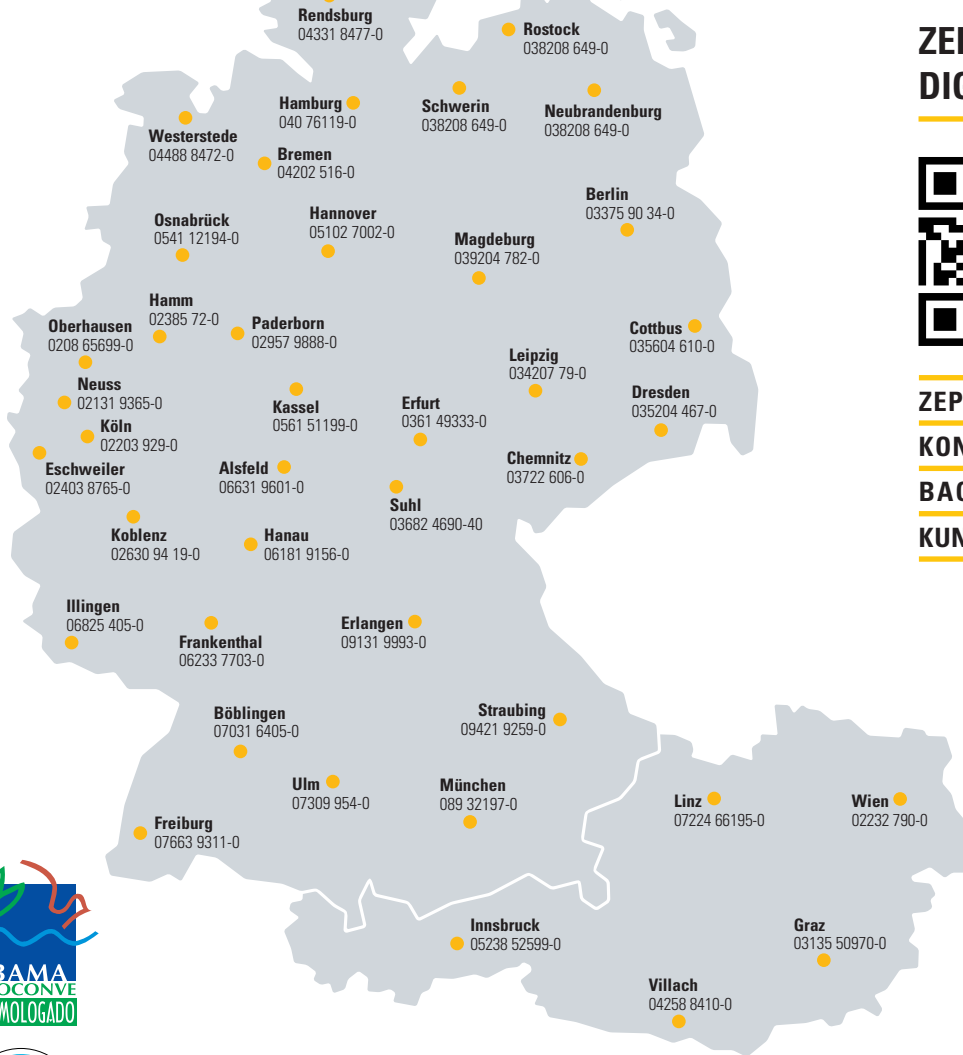 Rendsburg
04331 8477-0
Rostock
038208 649-0
Hamburg
040 76119-0
Schwerin
038208 649-0
Neubrandenburg
038208 649-0
Westerstede
04488 8472-0
Bremen
04202 516-0
Berlin
03375 90 34-0
Osnabrück
0541 12194-0
Hannover
05102 7002-0
Magdeburg
039204 782-0
Hamm
02385 72-0
Oberhausen
0208 65699-0
Paderborn
02957 9888-0
Cottbus
035604 610-0
Leipzig
034207 79-0
Neuss
02131 9365-0
Kassel
0561 51199-0
Erfurt
0361 49333-0
Dresden
035204 467-0
Köln
02203 929-0
Eschweiler
02403 8765-0
Alsfeld
06631 9601-0
Chemnitz
03722 606-0
Suhl
03682 4690-40
Koblenz
02630 94 19-0
Hanau
06181 9156-0
Illingen
06825 405-0
Frankenthal
06233 7703-0
Erlangen
09131 9993-0
Böblingen
07031 6405-0
Straubing
09421 9259-0
Ulm
07309 954-0
München
089 32197-0
Linz
07224 66195-0
Wien
02232 790-0
Freiburg
07663 9311-0
Innsbruck
05238 52599-0
Graz
03135 50970-0
Villach
04258 8410-0
ZEP
KON
KUN
BAMA
OCONVE
MOLOGADO